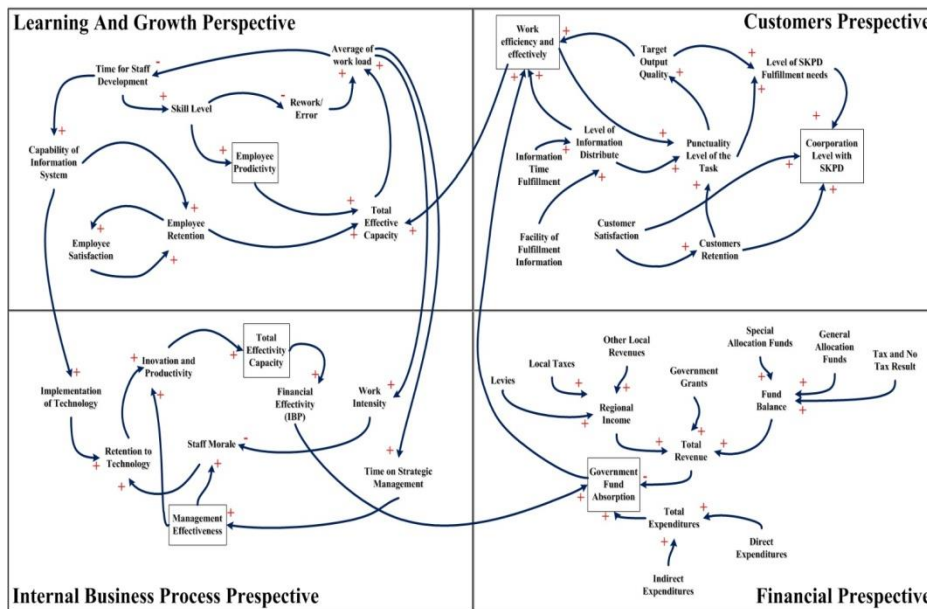 Learning And Growth Perspective
Average of
work load
Time for Staff
Development
Skill Level
Rework/
Error
Capability of
Information
System
Employee
Productivty
Employee
Satisfaction
Employee
Retention
Total
Effective
Capacity
Customers Prespective
Work
efficiency and
effectively
Target
Output
Quality
Level of SKPD
Fulfillment needs
Information
Time
Fulfillment
Level of
Information
Distribute
Punctuality
Level of the
Task
Coorporation
Level with
SKPD
Facility of
Fulfillment
Information
Customer
Satisfaction
Customers
Retention
Implementation
of Technology
Inovation and
Productivity
Total
Effectivity
Capacity
Financial
Effectivity
(IBP)
Work
Intensity
Retention to
Technology
Staff Morale
Time on Strategic
Management
Management
Effectiveness
Internal Business Process Prespective
Levies
Local Taxes
Other Local
Revenues
Government
Grants
Special
Allocation Funds
General
Allocation
Funds
Tax and No
Tax Result
Regional
Income
Fund
Balance
Total
Revenue
Government
Fund
Absorption
Total
Expenditures
Direct
Expenditures
Indirect
Expenditures
Financial Prespective